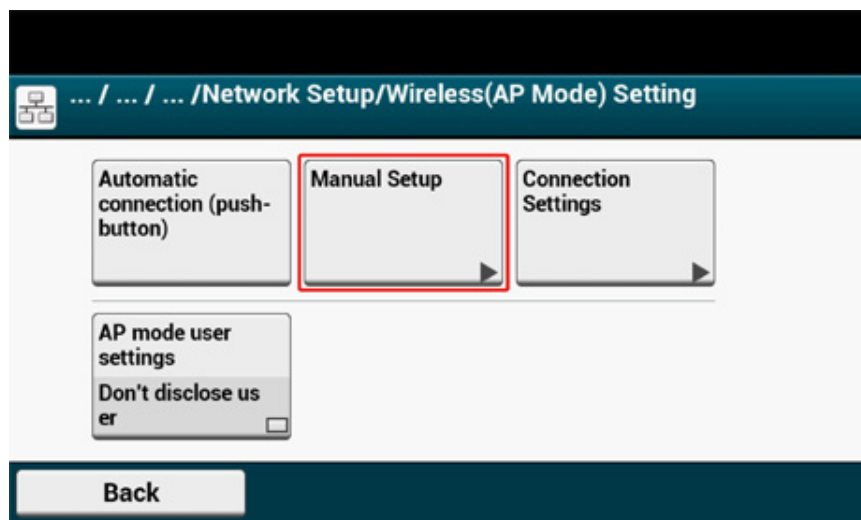 ... / ... / ... /Network Setup/Wireless(AP Mode) Setting
Automatic
connection (push-
button)
Manual Setup
Connection
Settings
AP mode user
settings
Don't disclose us
er
Back